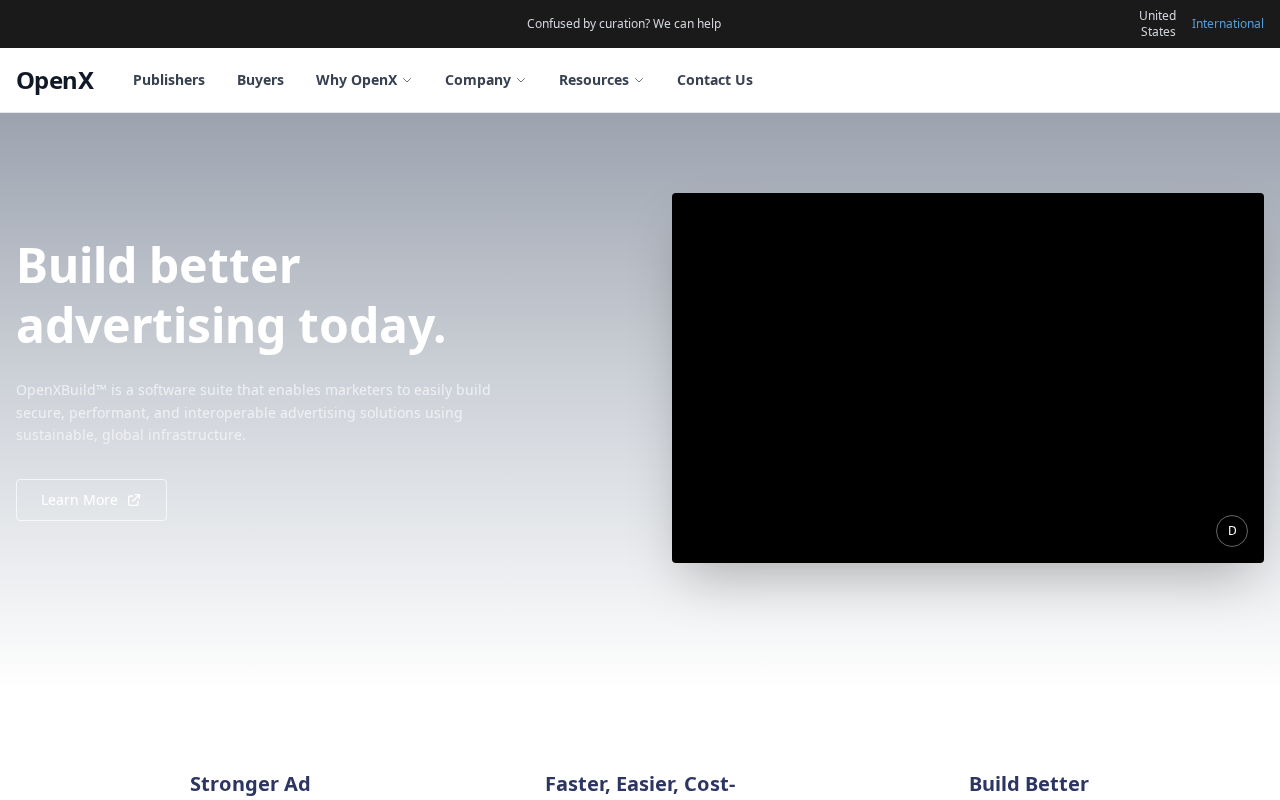 Confused by curation? We can help
United
States
International
OpenX
Publishers
Buyers
Why OpenX
Company
Resources
Contact Us
Build better
advertising today.
OpenXBuild™ is a software suite that enables marketers to easily build
secure, performant, and interoperable advertising solutions using
sustainable, global infrastructure.
Learn More
D
Stronger Ad
Faster, Easier, Cost-
Build Better